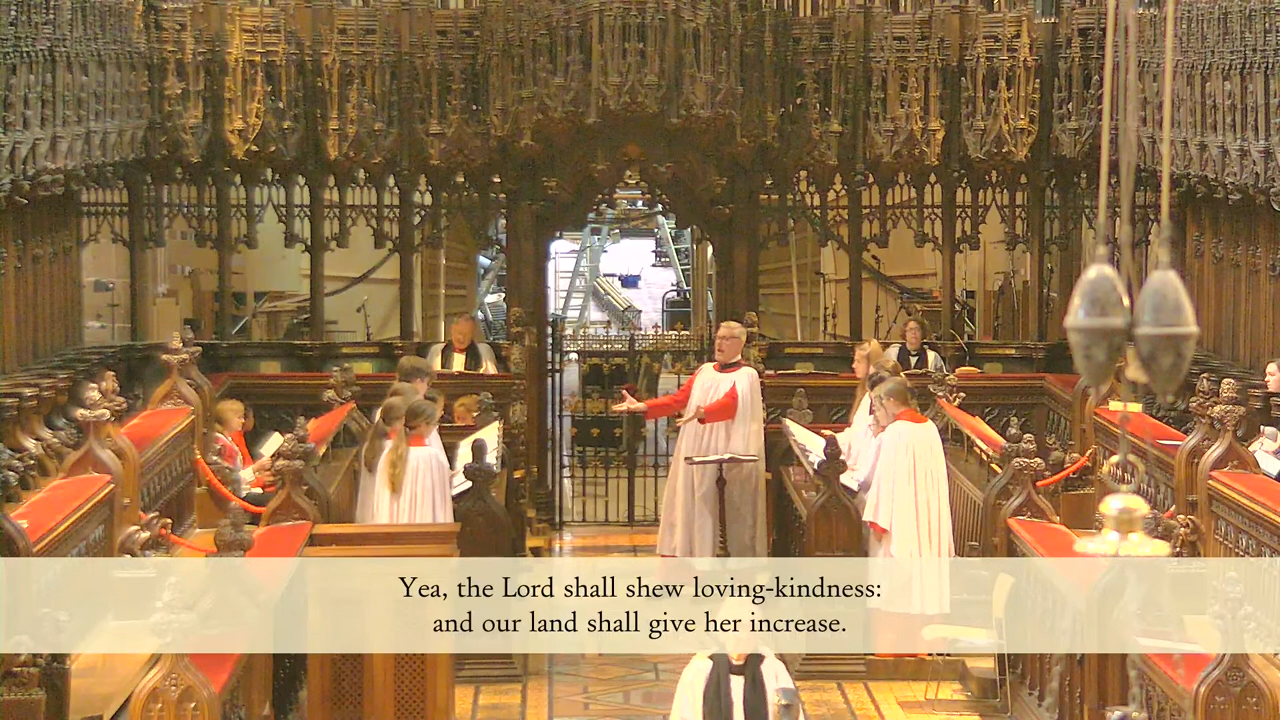 Yea, the Lord shall shew loving-kindness:
and our land shall give her increase.